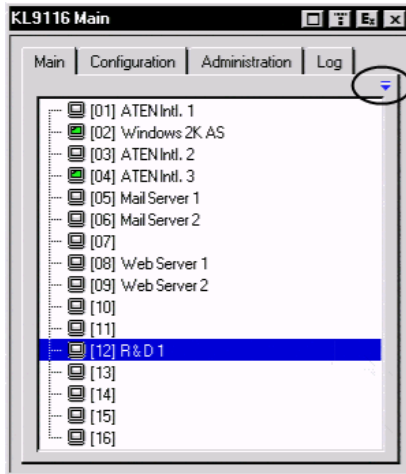 KL9116 Main
Main Configuration Administration Log
[01] ATEN Intl. 1
[02] Windows 2K AS
[03] ATEN Intl. 2
[04] ATEN Intl. 3
[05] Mail Server 1
[06] Mail Server 2
[07]
[08] Web Server 1
[09] Web Server 2
[10]
[11]
[12] R & D 1
[13]
[14]
[15]
[16]